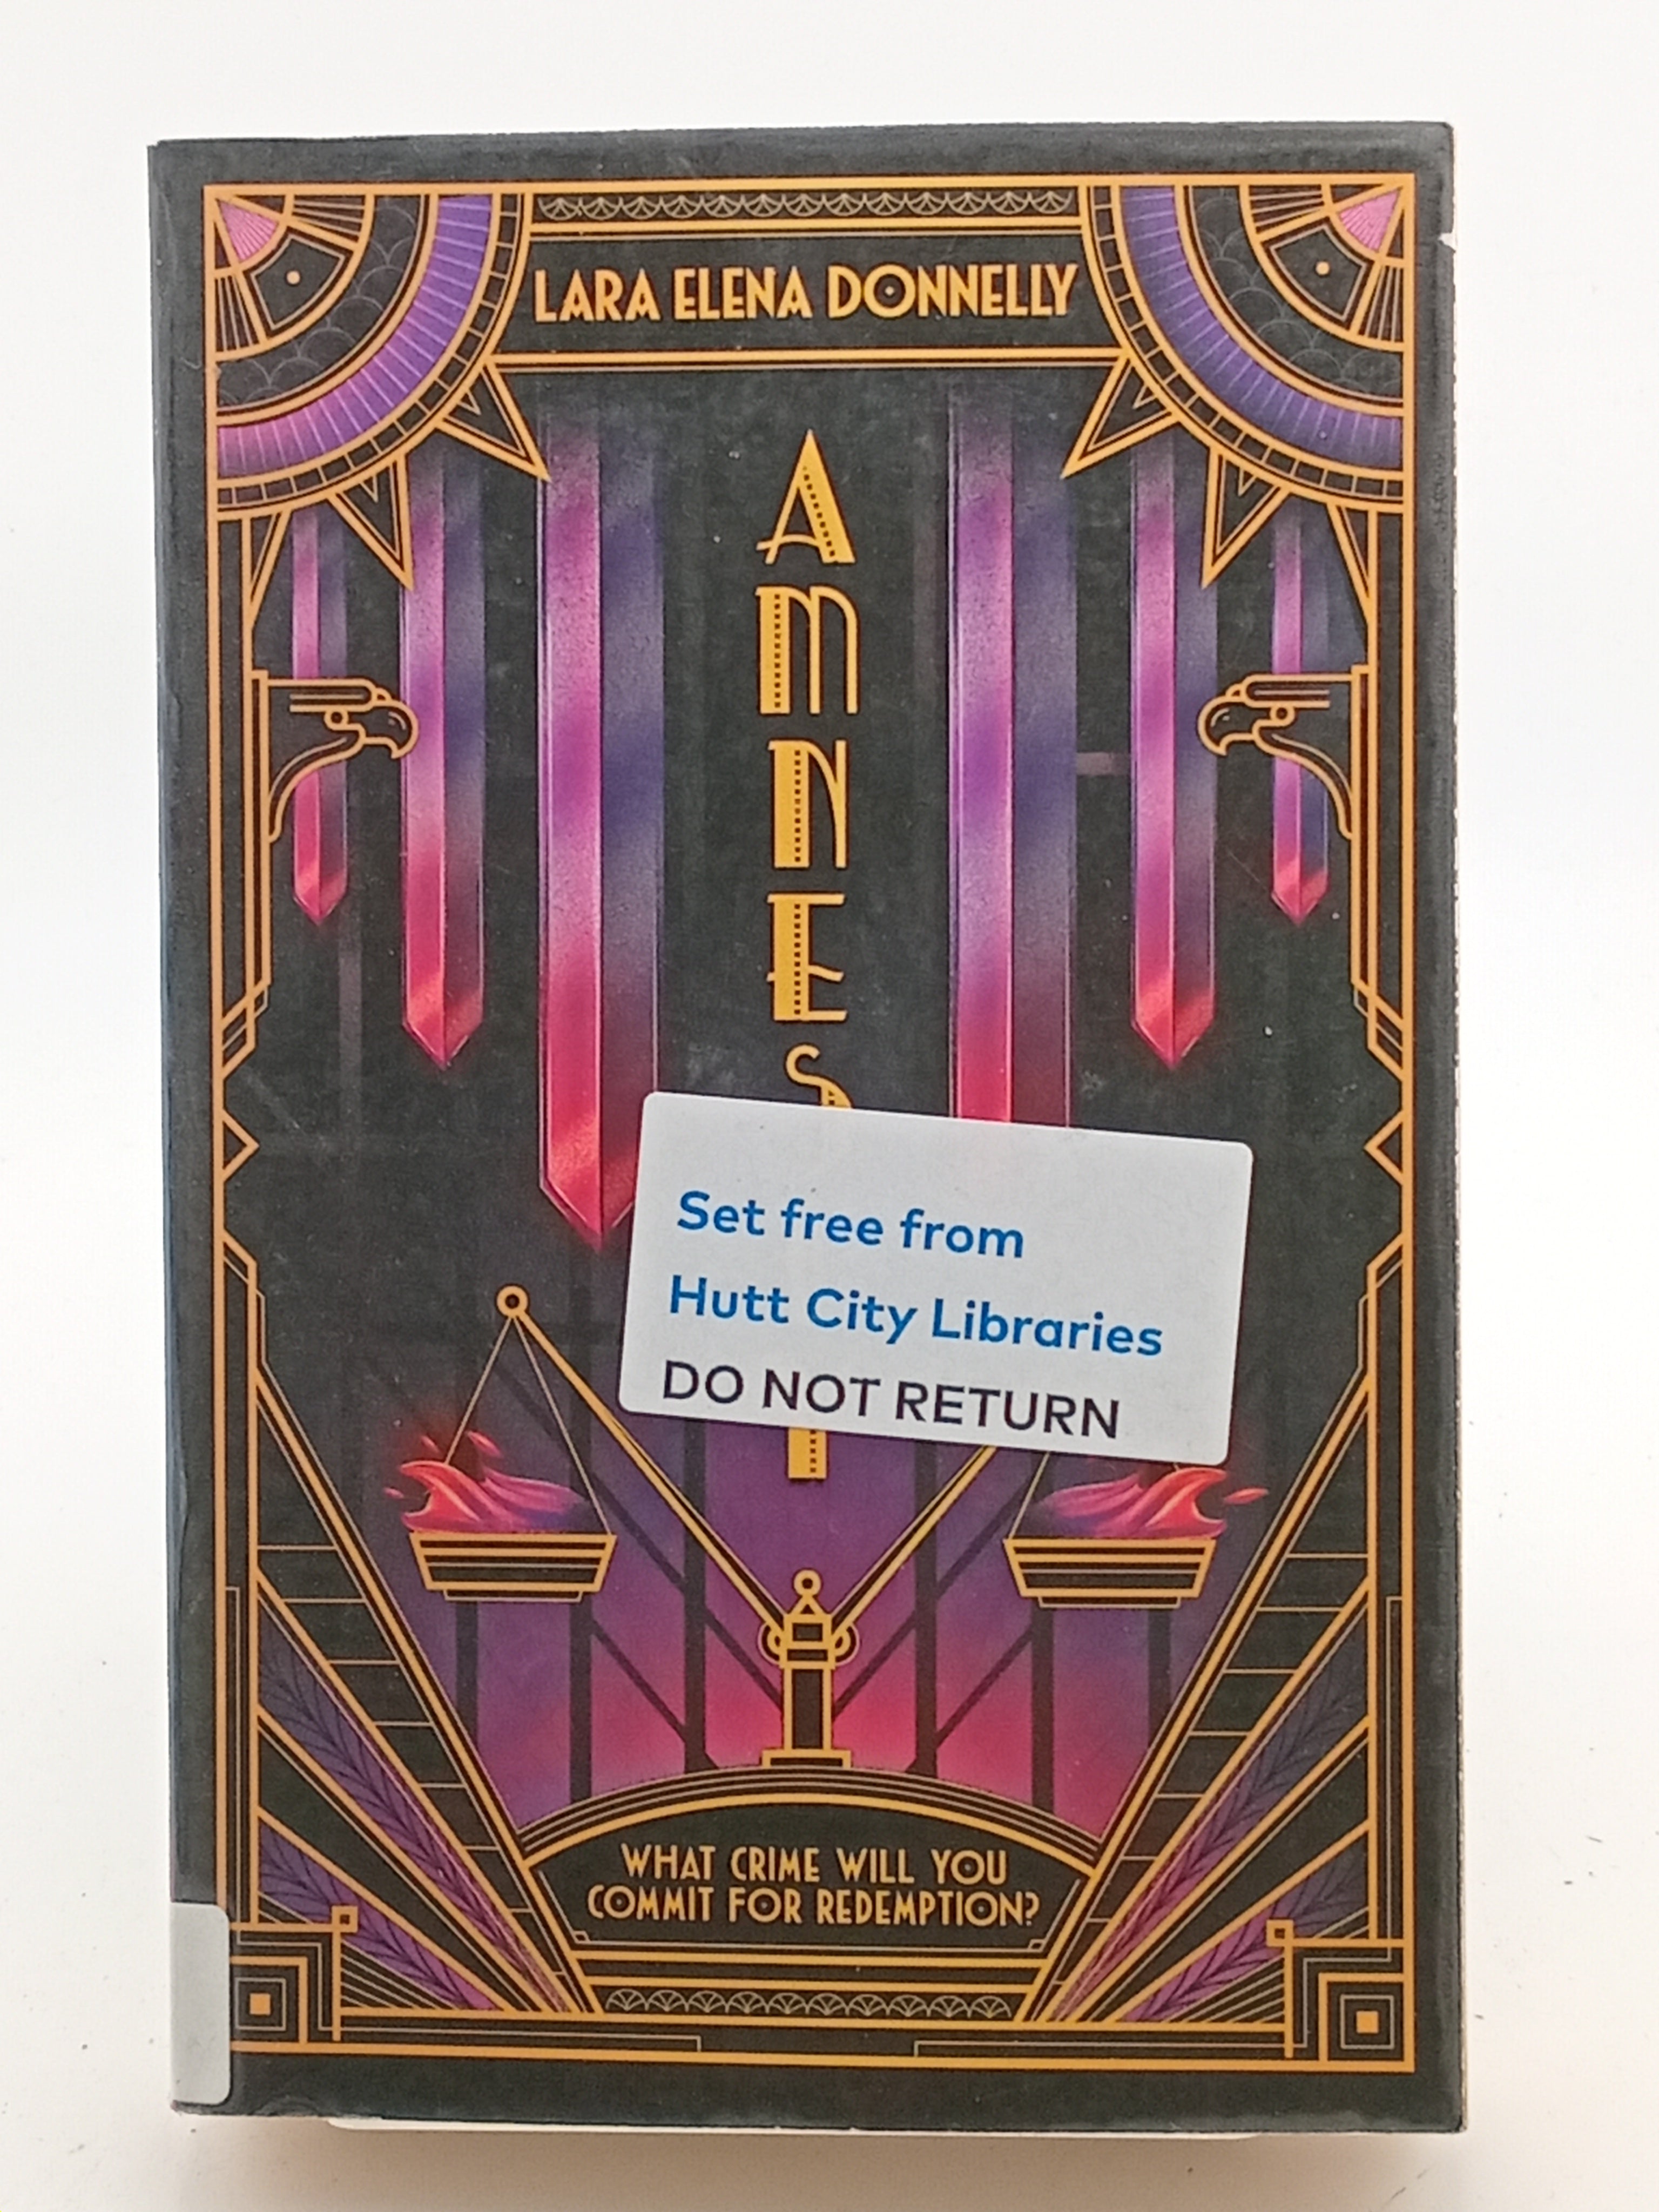 LARA ELENA DONNELLY
A
M
N
E
S
Set free from
Hutt City Libraries
DO NOT RETURN
WHAT CRIME WILL YOU
COMMIT FOR REDEMPTION?